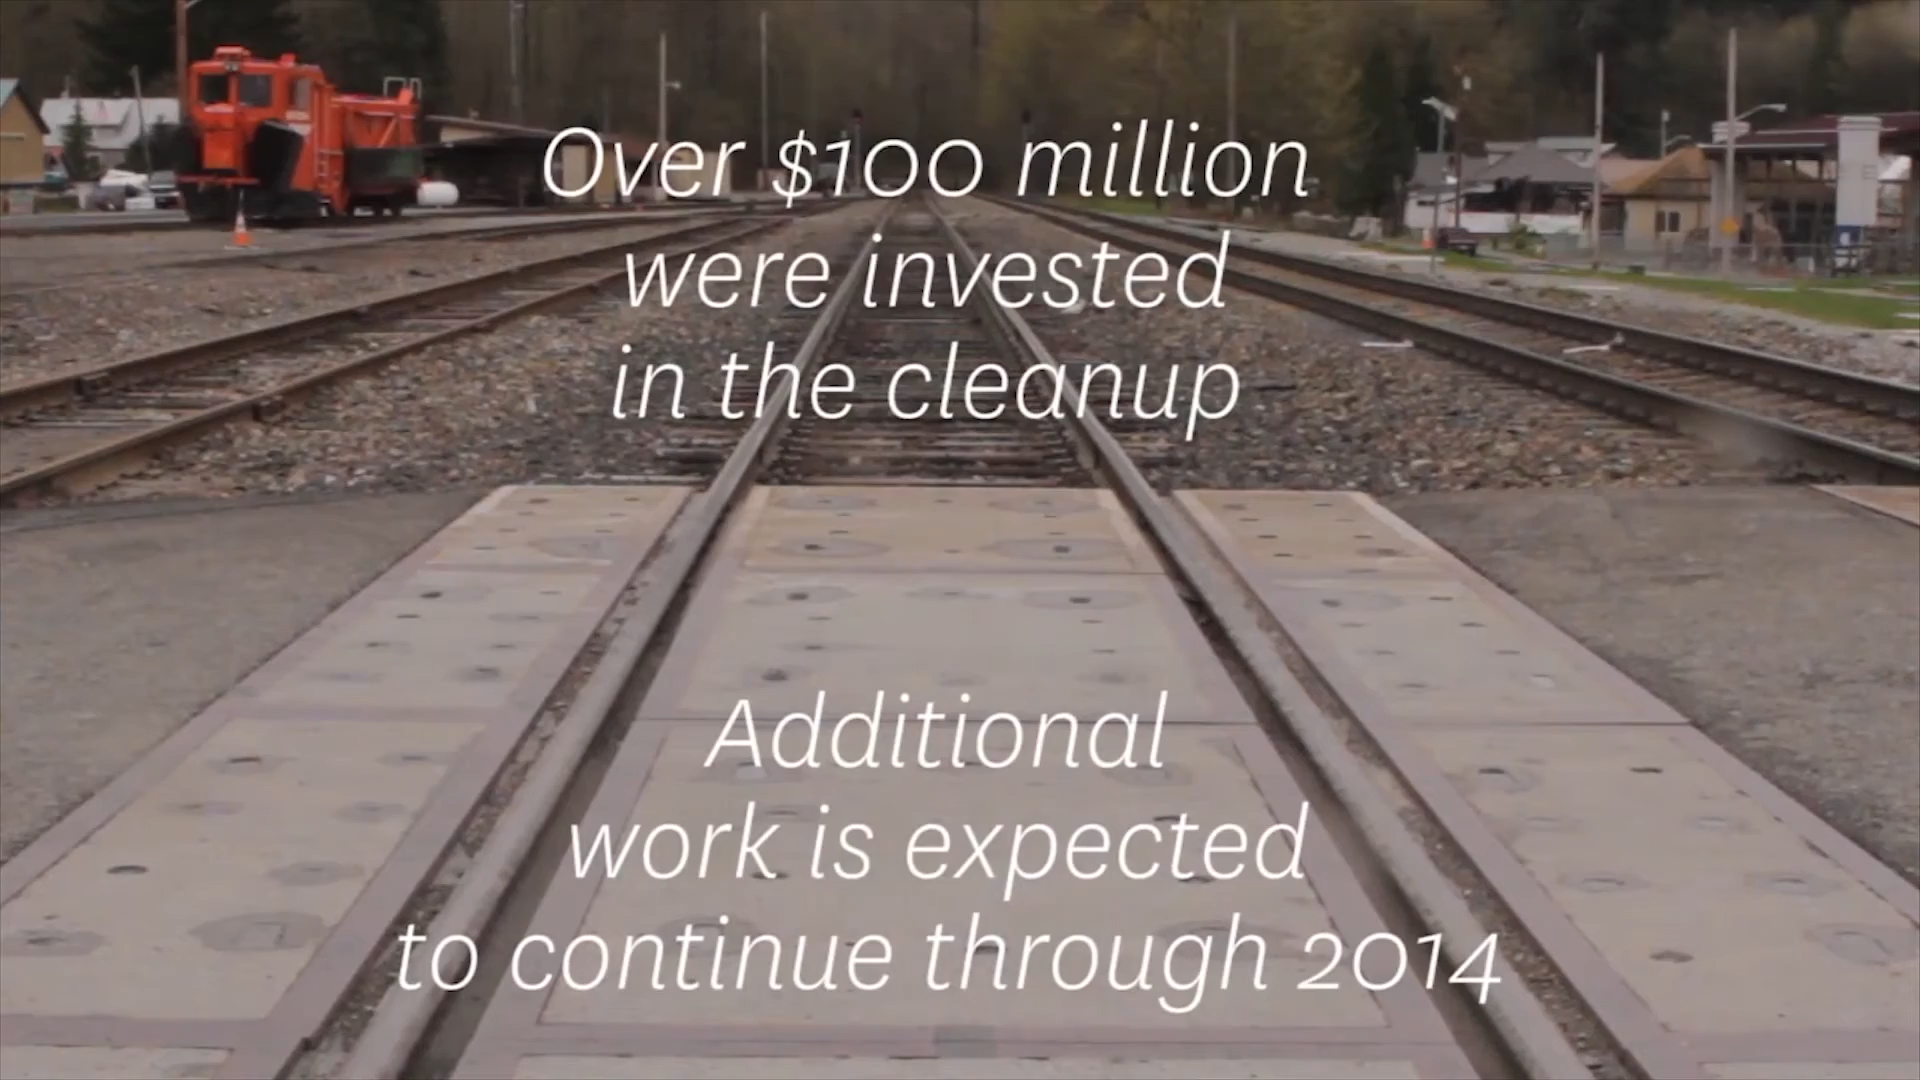 Over $100 million
were invested
in the cleanup
Additional
work is expected
to continue through 2014